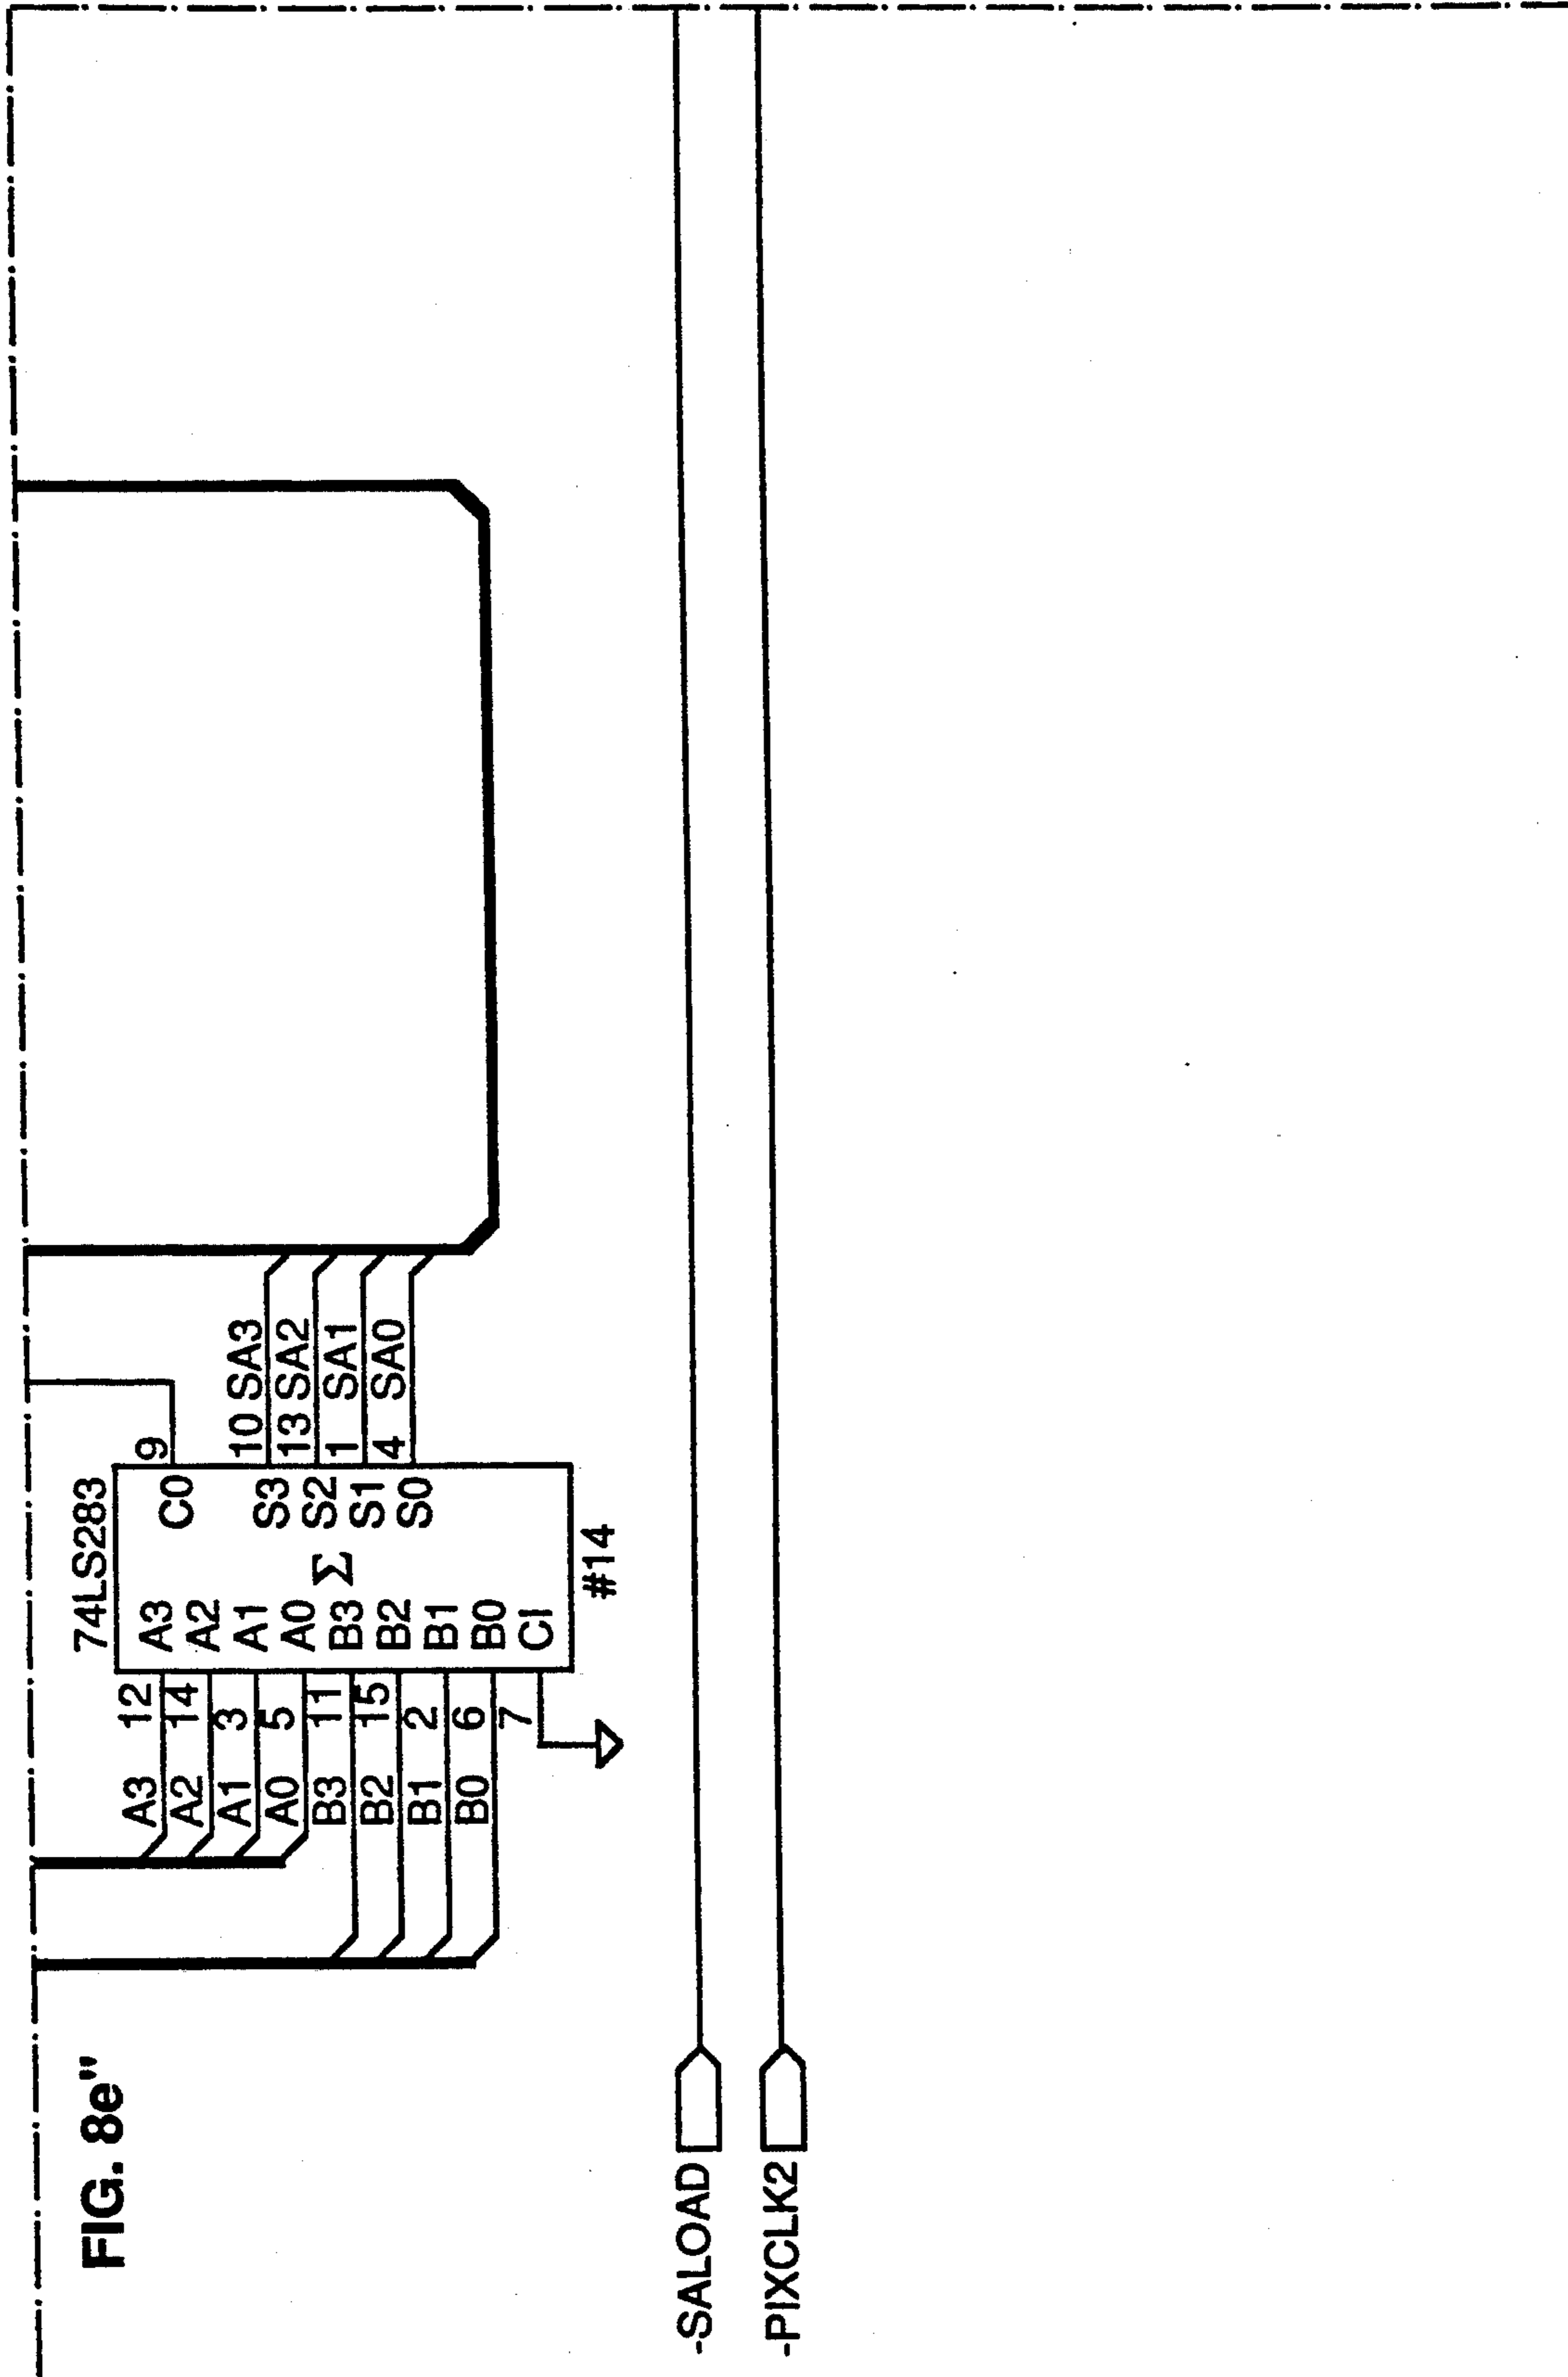 FIG. 8e"
74LS283
A3 12 A3 C0 9
A2 14 A2
A1 3 A1 S3 10 SA3
A0 5 A0 S2 13 SA2
B3 11 B3 Σ S1 1 SA1
B2 15 B2 S0 4 SA0
B1 2 B1
B0 6 B0
7 CI
#14
-SALOAD
-PIXCLK2